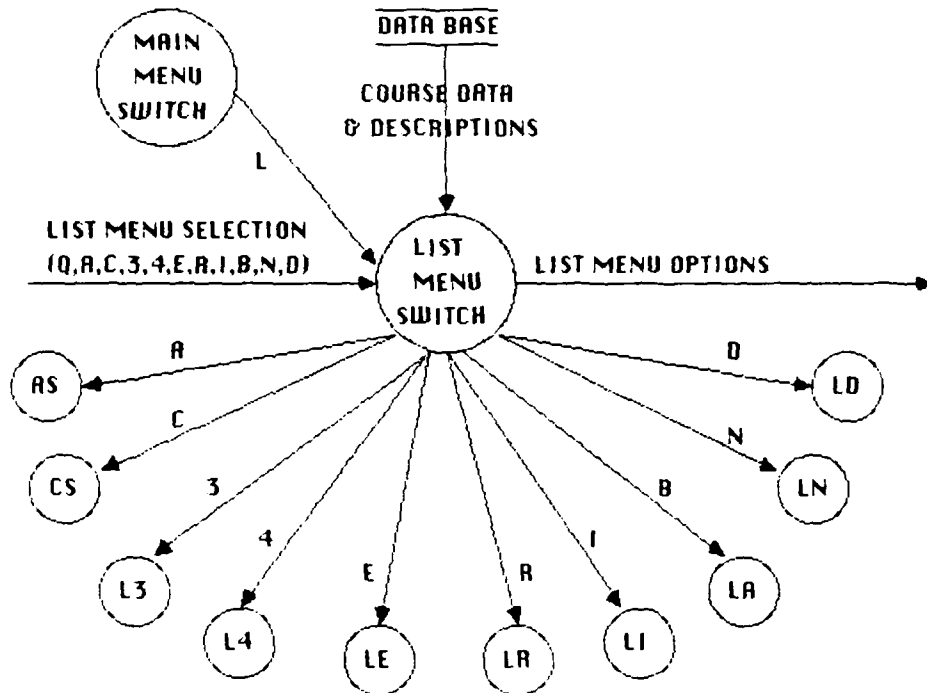 MAIN
MENU
SWITCH
DATA BASE
COURSE DATA
& DESCRIPTIONS
L
LIST MENU SELECTION
(Q,A,C,3,4,E,R,I,B,N,D)
LIST
MENU
SWITCH
LIST MENU OPTIONS
A
D
AS
LD
C
N
CS
LN
3
B
4
I
E
R
L3
LA
L4
LI
LE
LR